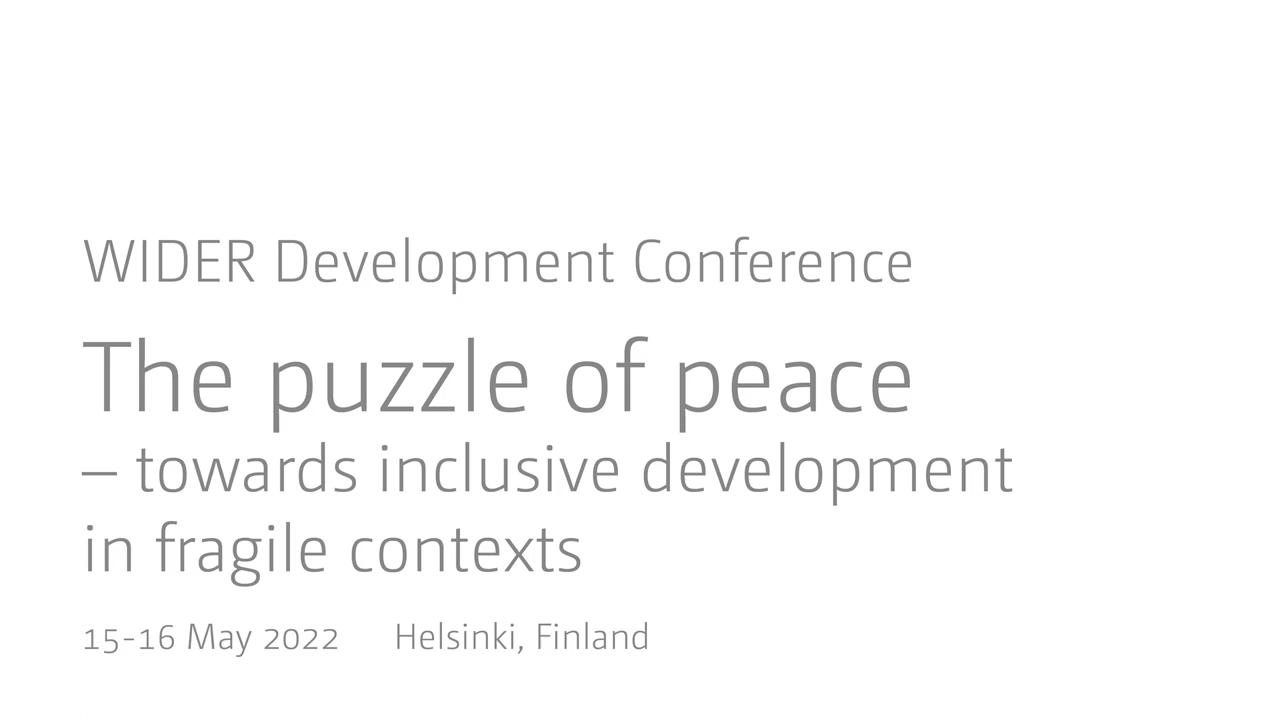 WIDER Development Conference
The puzzle of peace
– towards inclusive development
in fragile contexts
15-16 May 2022 Helsinki, Finland